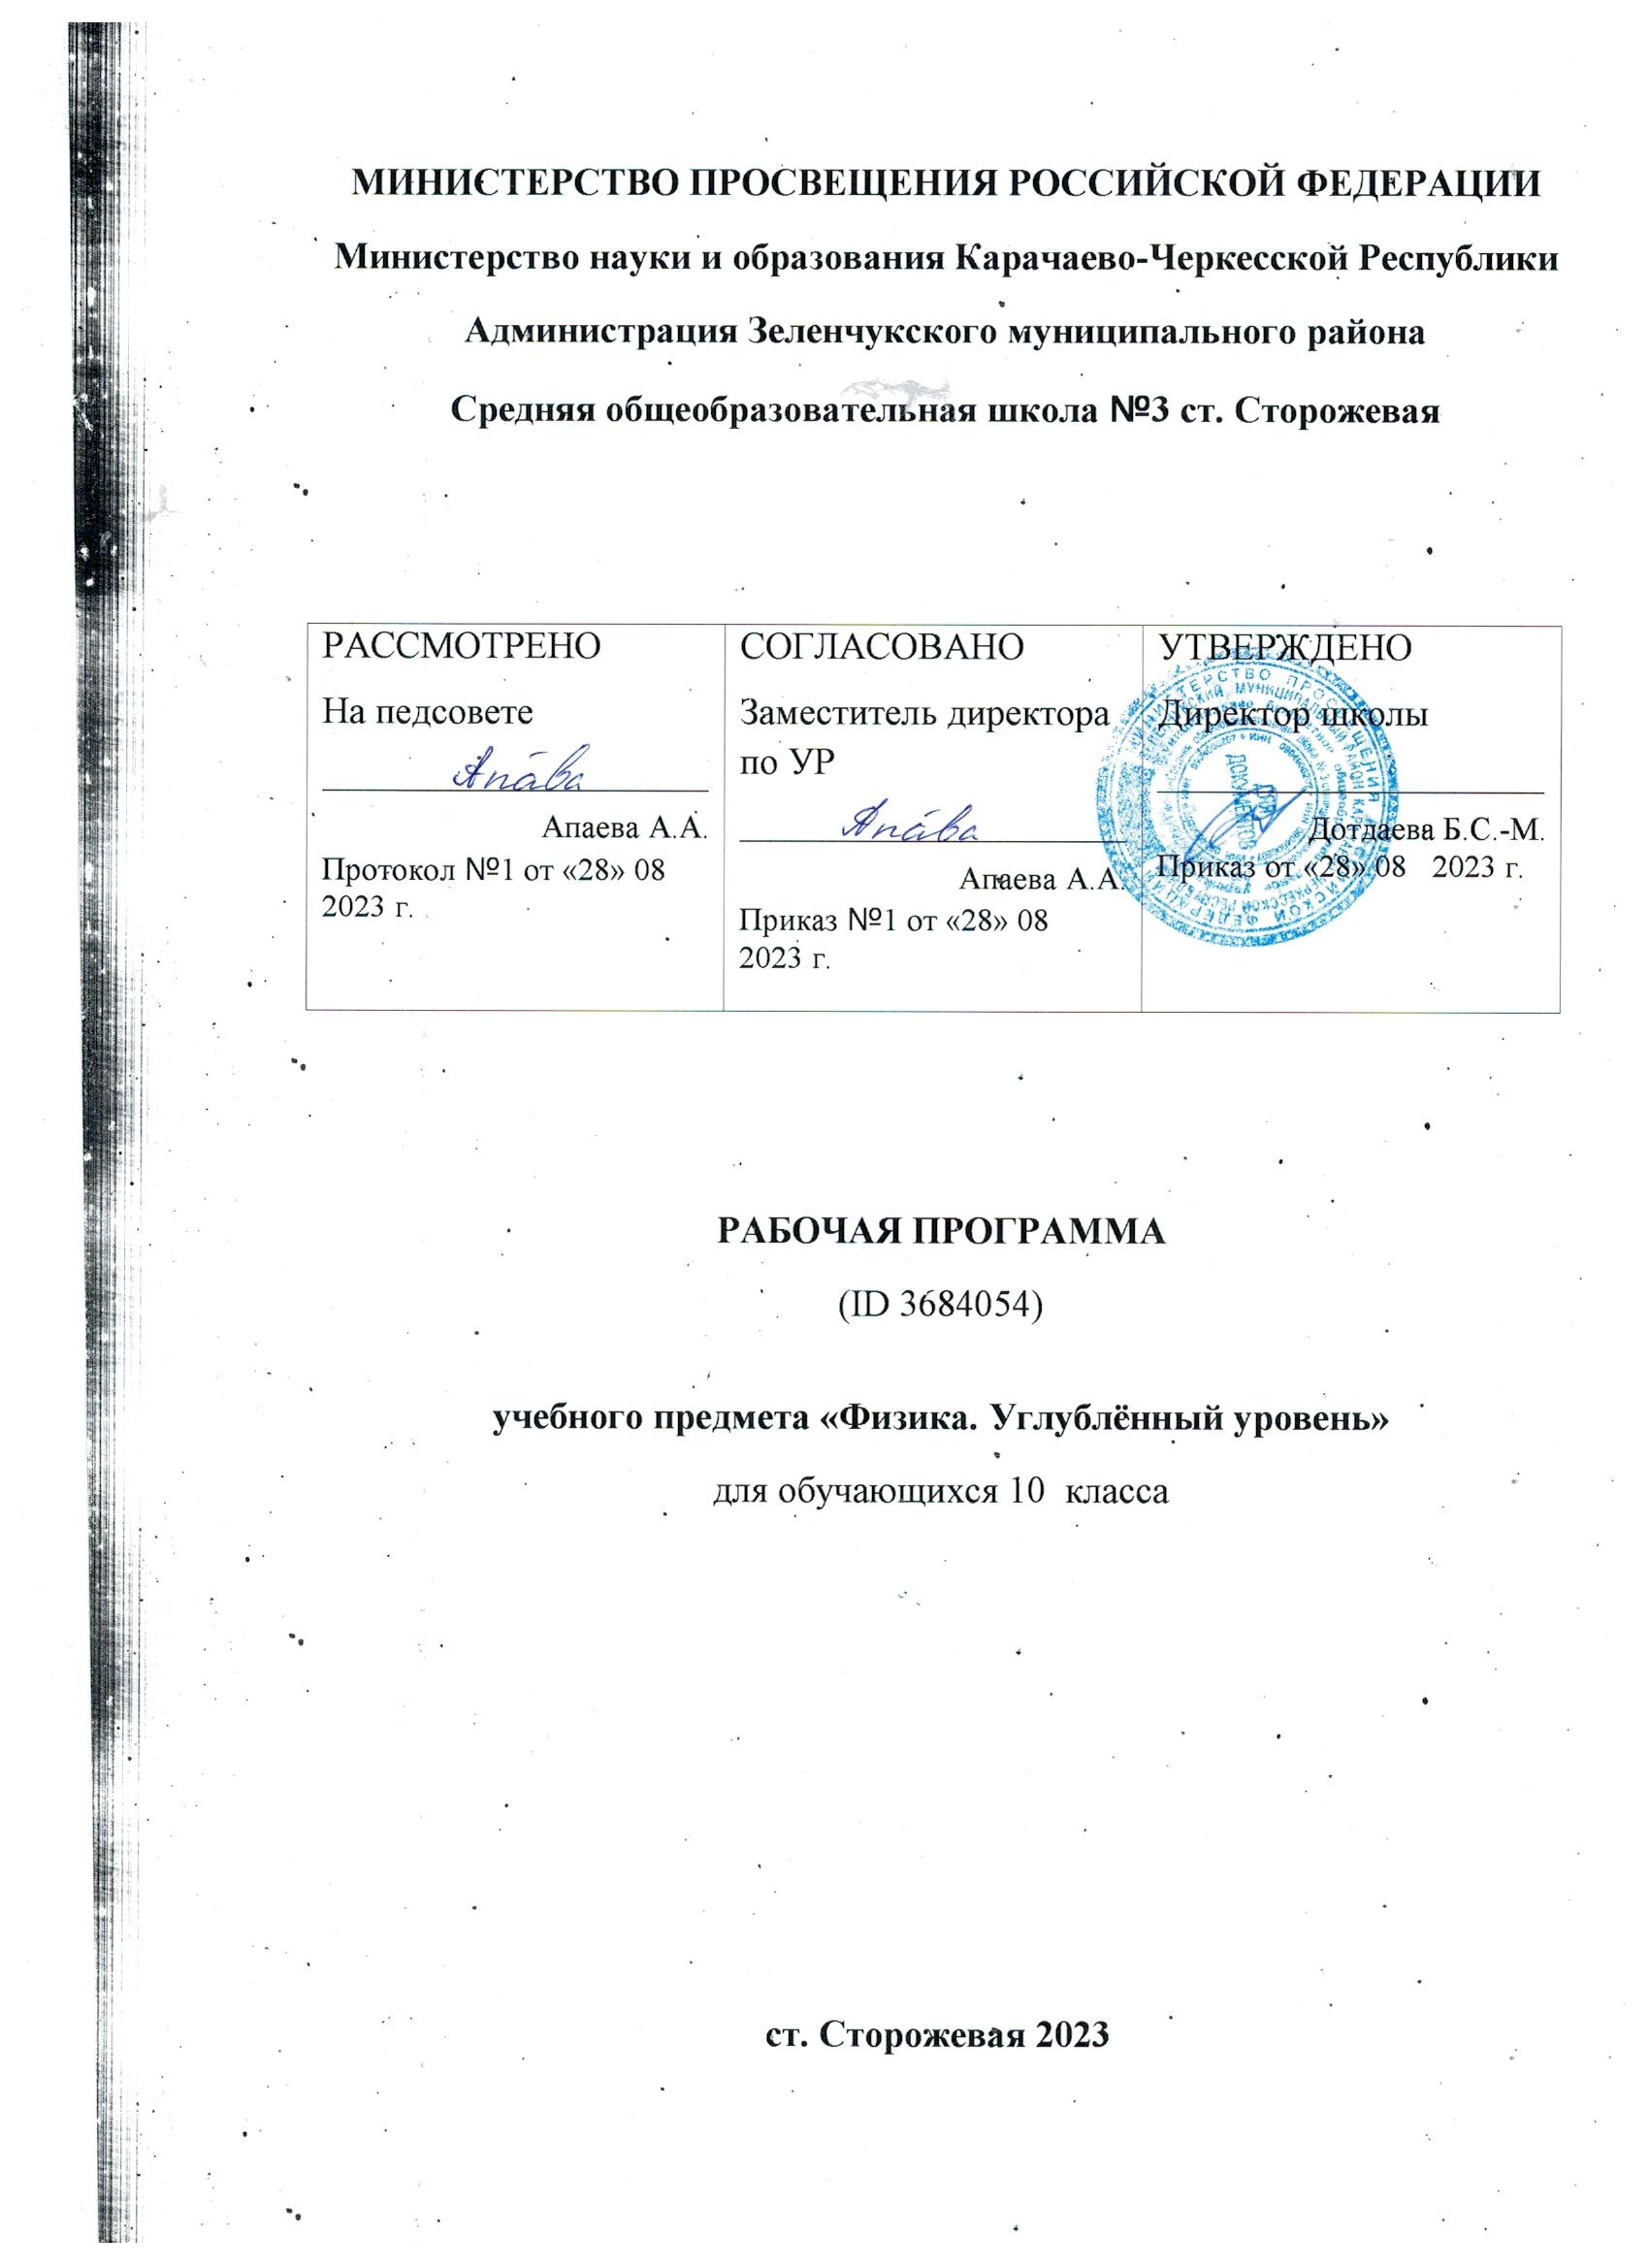 МИНИСТЕРСТВО ПРОСВЕЩЕНИЯ РОССИЙСКОЙ ФЕДЕРАЦИИ
Министерство науки и образования Карачаево-Черкесской Республики
Администрация Зеленчукского муниципального района
Средняя общеобразовательная школа №3 ст. Сторожевая
РАССМОТРЕНО
На педсовете
Апаева
Апаева А.А.
Протокол №1 от «28» 08
2023 г.
СОГЛАСОВАНО
Заместитель директора
по УР
Апаева
Апаева А.А.
Приказ №1 от «28» 08
2023 г.
УТВЕРЖДЕНО
Директор школы
Дотдаева Б.С.-М.
Приказ от «28» 08 2023 г.
РАБОЧАЯ ПРОГРАММА
(ID 3684054)
учебного предмета «Физика. Углублённый уровень»
для обучающихся 10 класса
ст. Сторожевая 2023